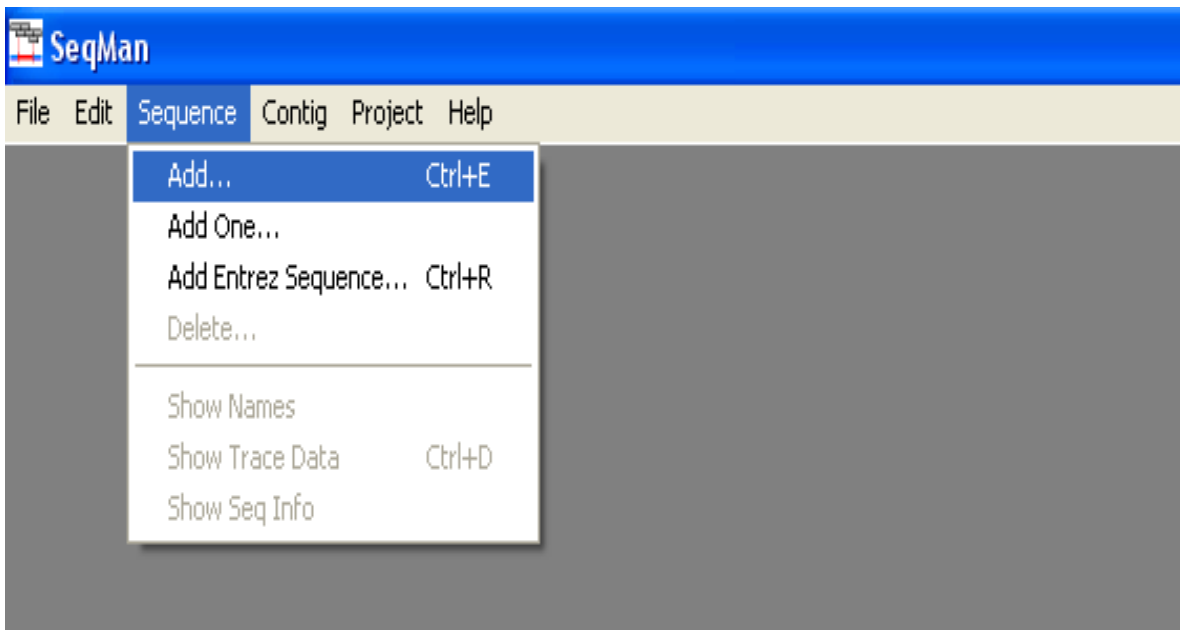 SeqMan
File Edit Sequence Contig Project Help
Add... Ctrl+E
Add One...
Add Entrez Sequence... Ctrl+R
Delete...
Show Names
Show Trace Data Ctrl+D
Show Seq Info